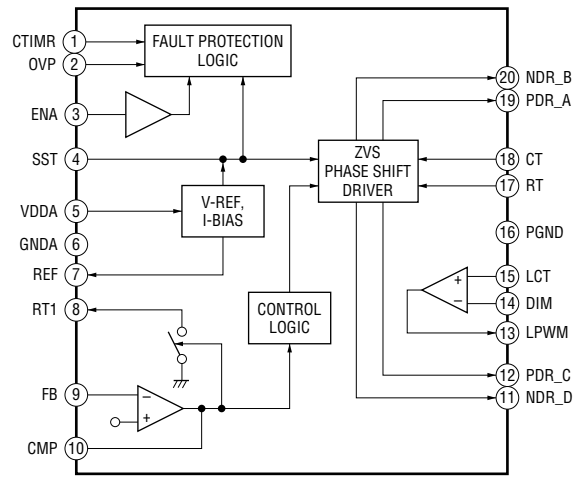 CTIMR 1
OVP 2
ENA 3
SST 4
VDDA 5
GNDA 6
REF 7
RT1 8
FB 9
CMP 10
FAULT PROTECTION
LOGIC
V-REF,
I-BIAS
CONTROL
LOGIC
− 
+
ZVS
PHASE SHIFT
DRIVER
+
−
20 NDR_B
19 PDR_A
18 CT
17 RT
16 PGND
15 LCT
14 DIM
13 LPWM
12 PDR_C
11 NDR_D